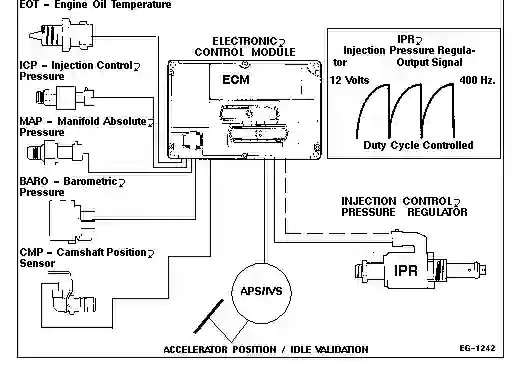 EOT - Engine Oil Temperature
ICP - Injection Control
Pressure
MAP - Manifold Absolute
Pressure
BARO - Barometric
Pressure
CMP - Camshaft Position
Sensor
ELECTRONIC
CONTROL MODULE
ECM
IPR
Injection Pressure Regula-
tor Output Signal
12 Volts 400 Hz.
Duty Cycle Controlled
INJECTION CONTROL
PRESSURE REGULATOR
IPR
APS/IVS
ACCELERATOR POSITION / IDLE VALIDATION
EG-1242